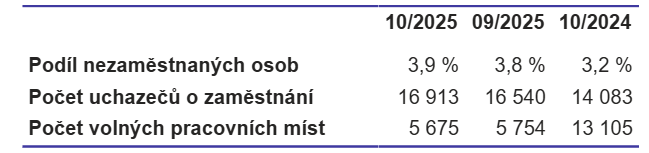 10/2025 09/2025 10/2024
Podíl nezaměstnaných osob 3,9 % 3,8 % 3,2 %
Počet uchazečů o zaměstnání 16 913 16 540 14 083
Počet volných pracovních míst 5 675 5 754 13 105